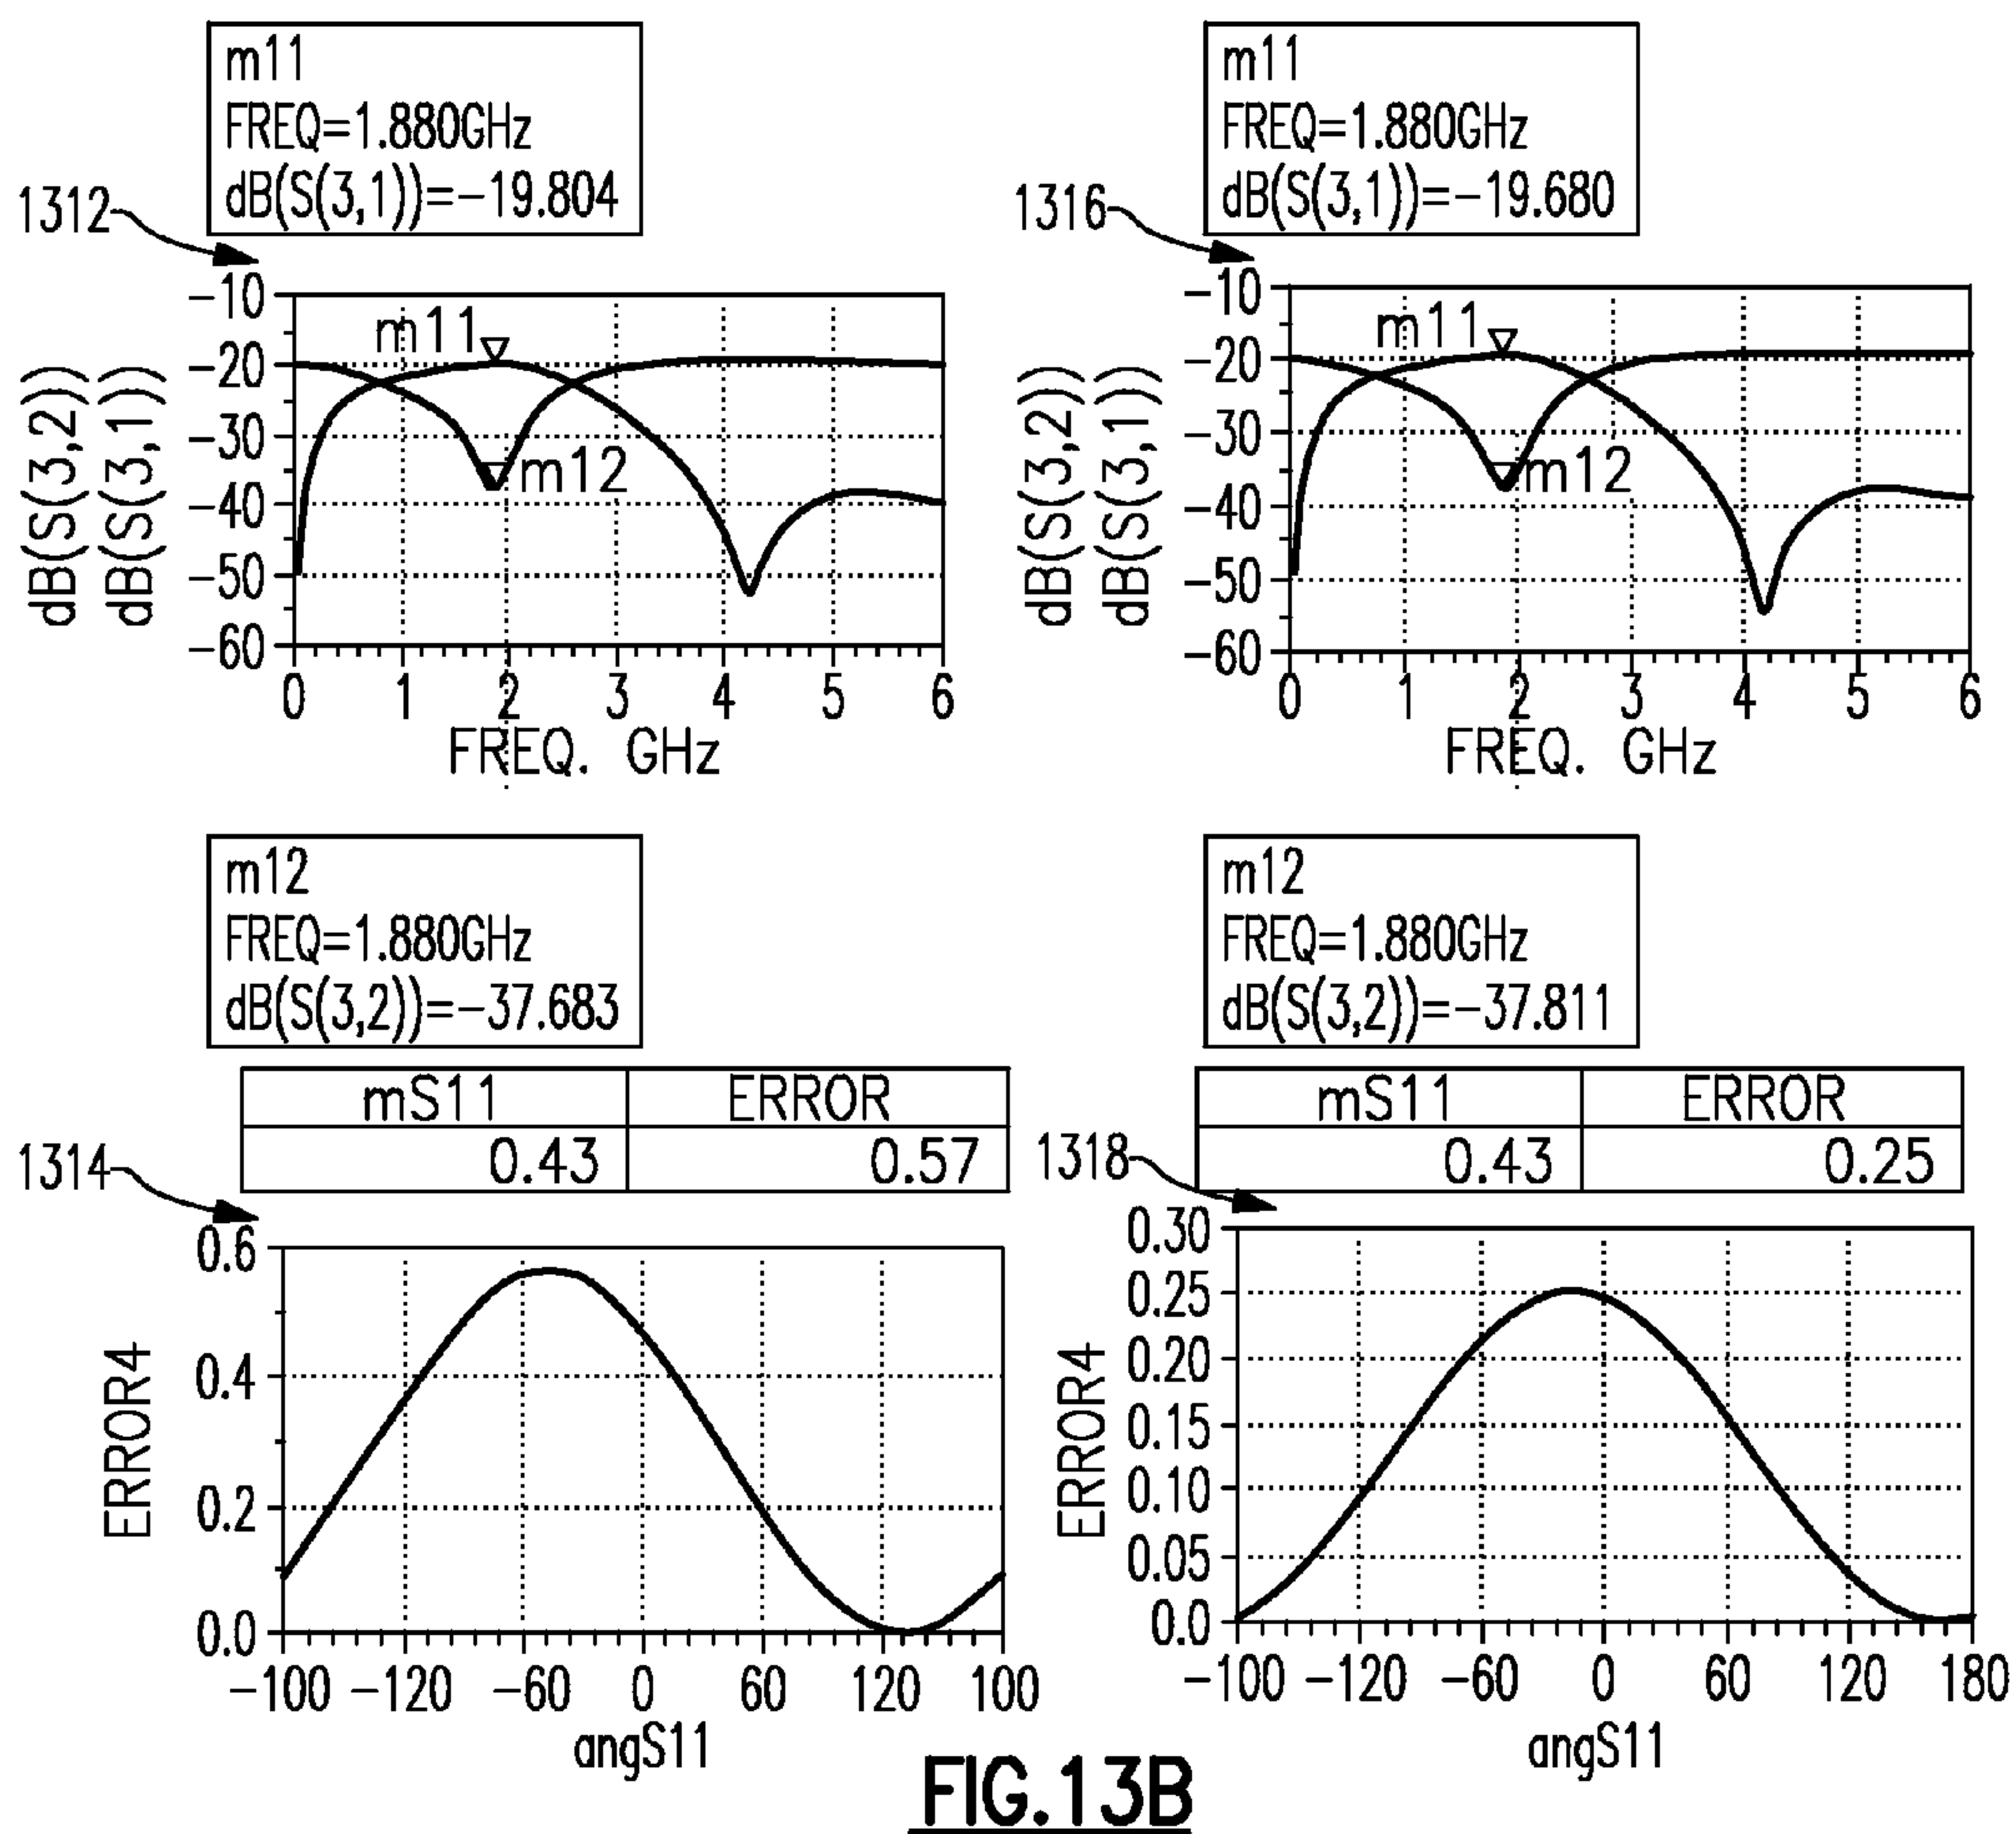 m11
FREQ=1.880GHz
dB(S(3,1))=-19.804
1312
-10
-20
-30
-40
-50
-60
dB(S(3,2))
dB(S(3,1))
m11
m12
0 1 2 3 4 5 6
FREQ. GHz
m11
FREQ=1.880GHz
dB(S(3,1))=-19.680
1316
-10
-20
-30
-40
-50
-60
dB(S(3,2))
dB(S(3,1))
m11
m12
0 1 2 3 4 5 6
FREQ. GHz
m12
FREQ=1.880GHz
dB(S(3,2))=-37.683
mS11 ERROR
0.43 0.57
1314
0.6
0.4
0.2
0.0
ERROR4
-100 -120 -60 0 60 120 100
angS11
m12
FREQ=1.880GHz
dB(S(3,2))=-37.811
mS11 ERROR
0.43 0.25
1318
0.30
0.25
0.20
0.15
0.10
0.05
0.0
ERROR4
-100 -120 -60 0 60 120 180
angS11
FIG.13B